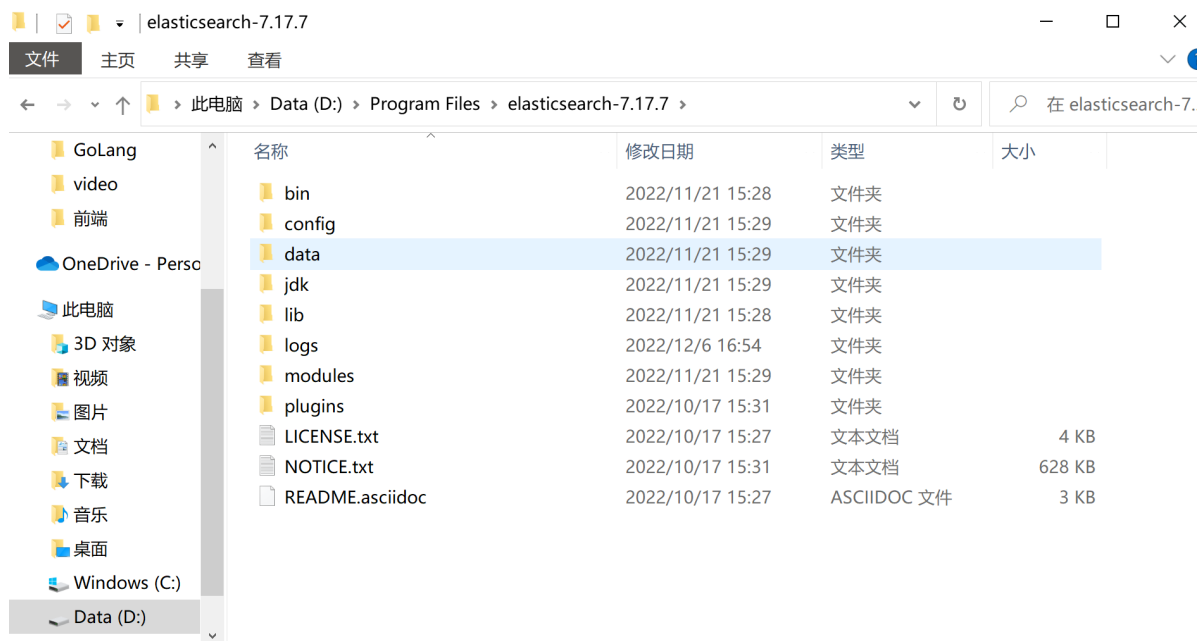 elasticsearch-7.17.7
文件 主页 共享 查看
此电脑 Data (D:) Program Files elasticsearch-7.17.7 在 elasticsearch-7.
GoLang
video
前端
OneDrive - Perso
此电脑
3D 对象
视频
图片
文档
下载
音乐
桌面
Windows (C:)
Data (D:)
名称 修改日期 类型 大小
bin 2022/11/21 15:28 文件夹
config 2022/11/21 15:29 文件夹
data 2022/11/21 15:29 文件夹
jdk 2022/11/21 15:29 文件夹
lib 2022/11/21 15:28 文件夹
logs 2022/12/6 16:54 文件夹
modules 2022/11/21 15:29 文件夹
plugins 2022/10/17 15:31 文件夹
LICENSE.txt 2022/10/17 15:27 文本文档 4 KB
NOTICE.txt 2022/10/17 15:31 文本文档 628 KB
README.asciidoc 2022/10/17 15:27 ASCIIDOC 文件 3 KB